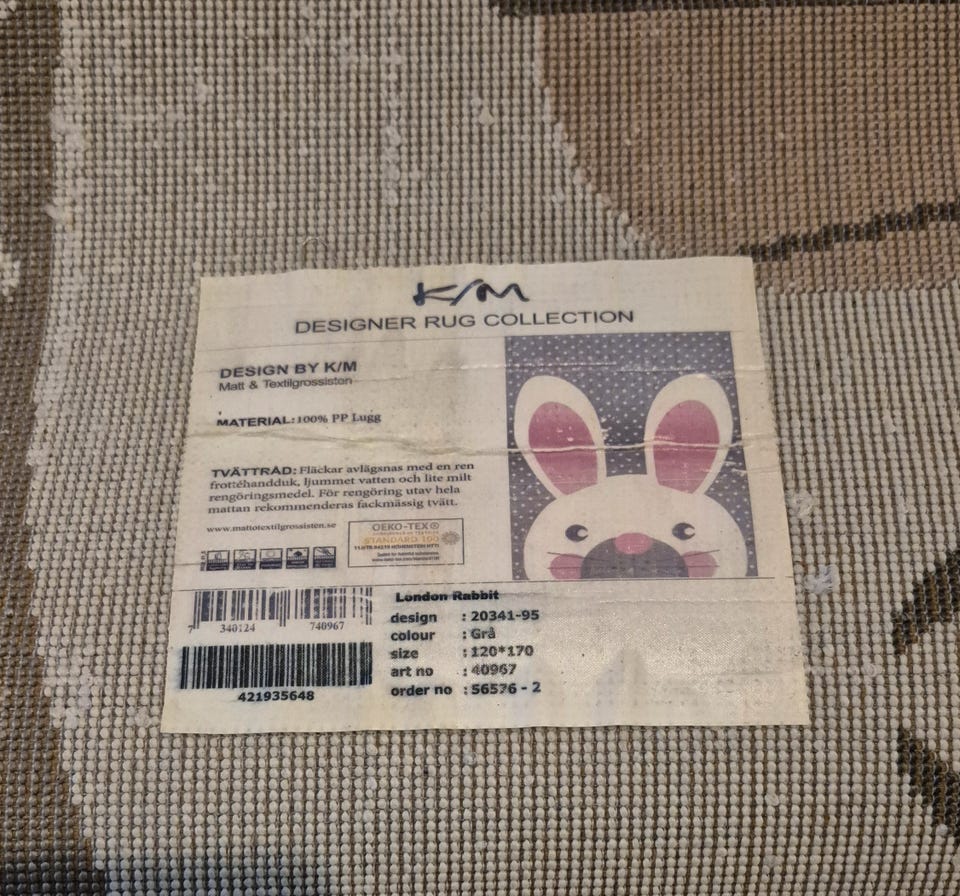 K/M
DESIGNER RUG COLLECTION
DESIGN BY K/M
Matt & Textilgrossisten
MATERIAL: 100% PP Lugg
TVÄTTRÅD: Fläckar avlägsnas med en ren
frottéhandduk, ljummet vatten och lite milt
rengöringsmedel. För rengöring utav hela
mattan rekommenderas fackmässig tvätt.
www.mattotextilgrossisten.se
OEKO-TEX®
STANDARD 100
London Rabbit
design : 20341-95
colour : Grå
size : 120*170
art no : 40967
order no : 56576 - 2
7 340124 740967
421935648